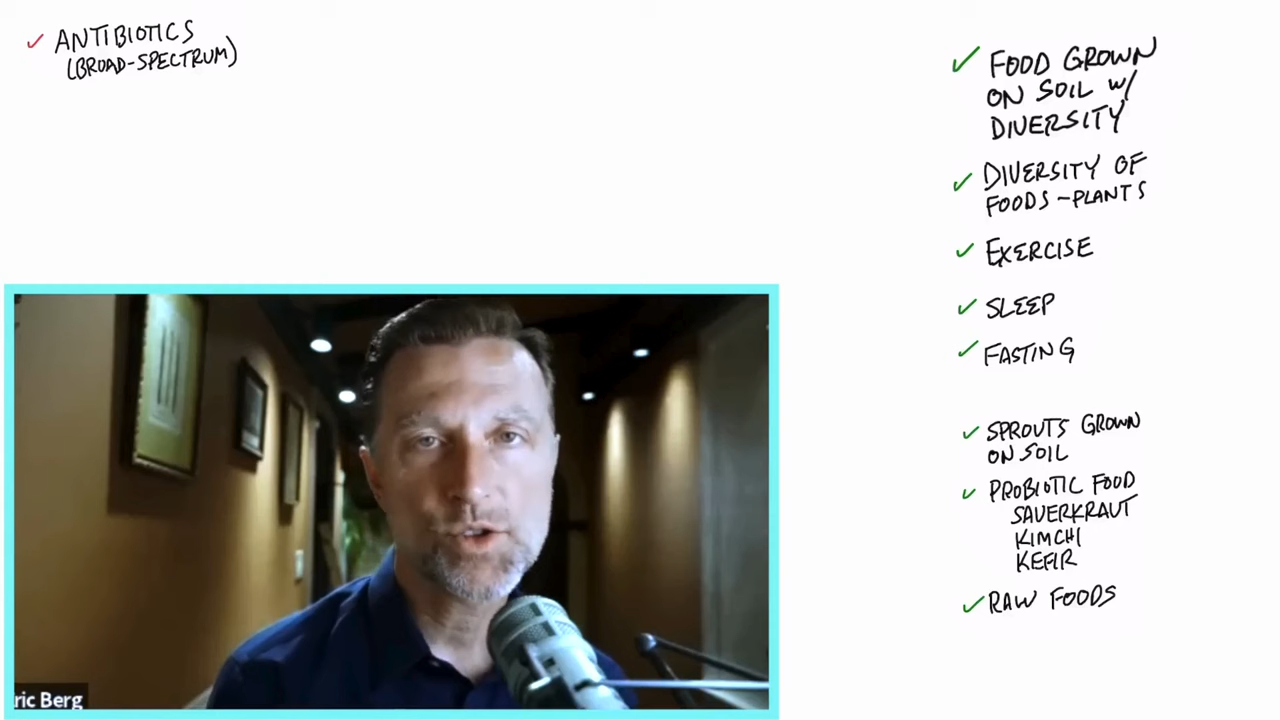 ✓ ANTIBIOTICS
(BROAD-SPECTRUM)
✓ FOOD GROWN
ON SOIL W/
DIVERSITY
✓ DIVERSITY OF
FOODS - PLANTS
✓ EXERCISE
✓ SLEEP
✓ FASTING
✓ SPROUTS GROWN
ON SOIL
✓ PROBIOTIC FOOD
SAUERKRAUT
KIMCHI
KEFIR
✓ RAW FOODS
ric Berg